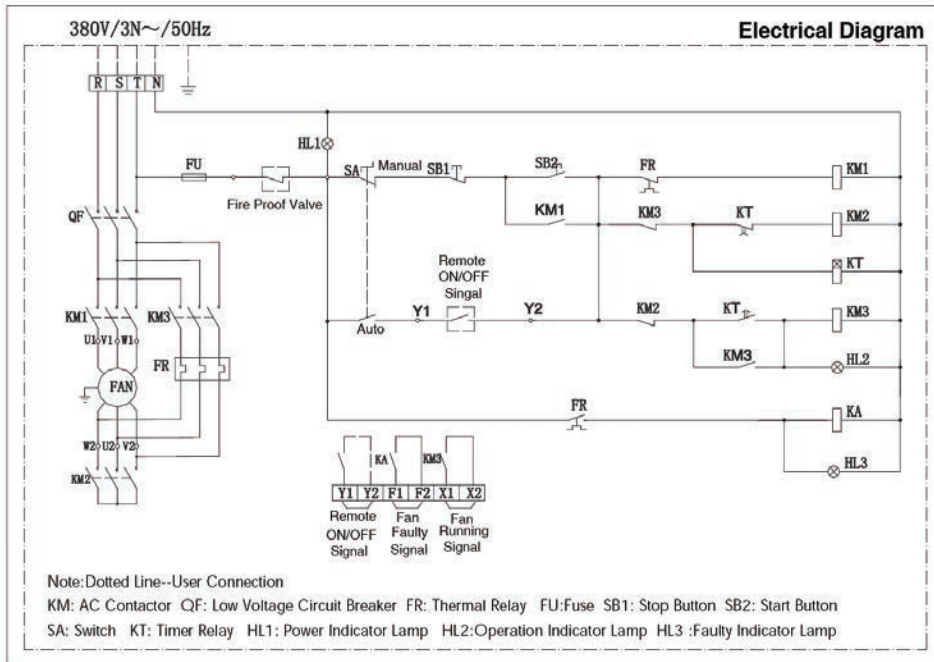 380V/3N～/50Hz
Electrical Diagram
R S T N
HL1
FU
SA Manual SB1 SB2 FR KM1
Fire Proof Valve
QF
KM1 KM3 KT KM2
Remote
ON/OFF
Singal
KT
KM1 KM3
Auto Y1 Y2 KM2 KT KM3
U1 V1 W1
FR
KM3 HL2
FAN
FR KA
W2 U2 V2
KM2
KA KM3
HL3
Y1 Y2 F1 F2 X1 X2
Remote
ON/OFF
Signal
Fan
Faulty
Signal
Fan
Running
Signal
Note:Dotted Line--User Connection
KM: AC Contactor QF: Low Voltage Circuit Breaker FR: Thermal Relay FU:Fuse SB1: Stop Button SB2: Start Button
SA: Switch KT: Timer Relay HL1: Power Indicator Lamp HL2:Operation Indicator Lamp HL3 :Faulty Indicator Lamp